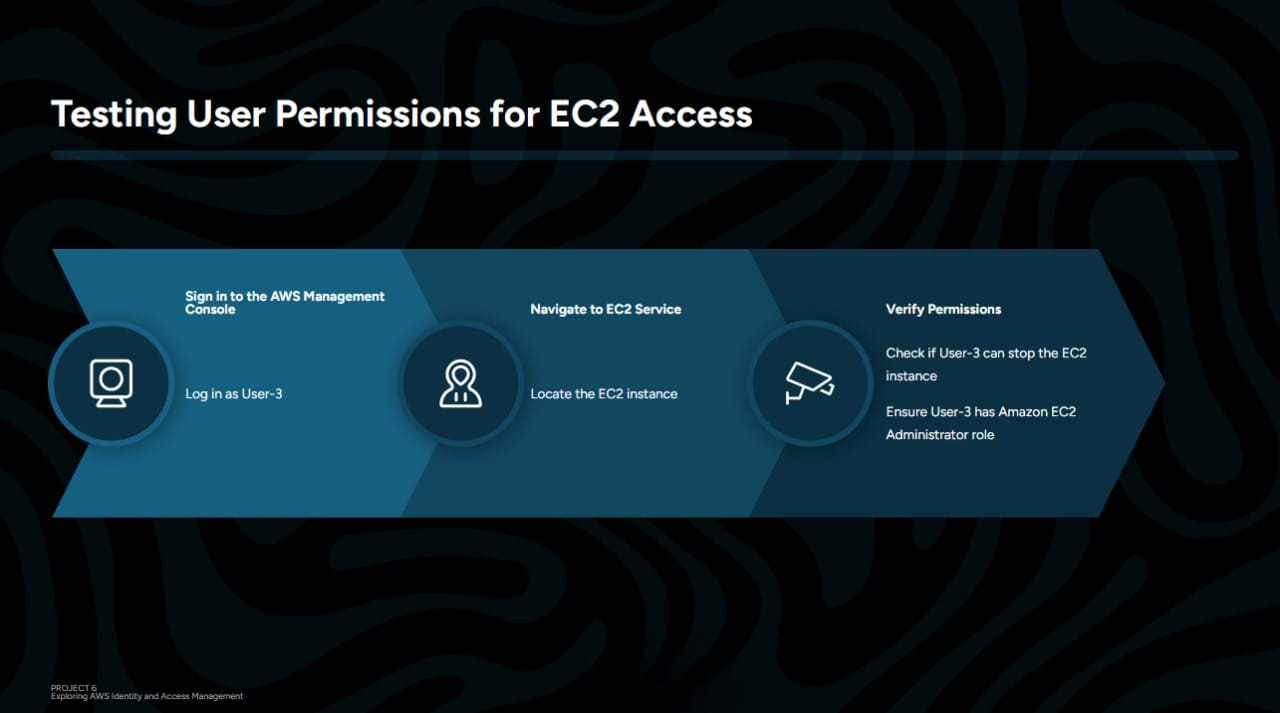 Testing User Permissions for EC2 Access
Sign in to the AWS Management
Console
Log in as User-3
Navigate to EC2 Service
Locate the EC2 instance
Verify Permissions
Check if User-3 can stop the EC2
instance
Ensure User-3 has Amazon EC2
Administrator role
PROJECT 6
Exploring AWS Identity and Access Management